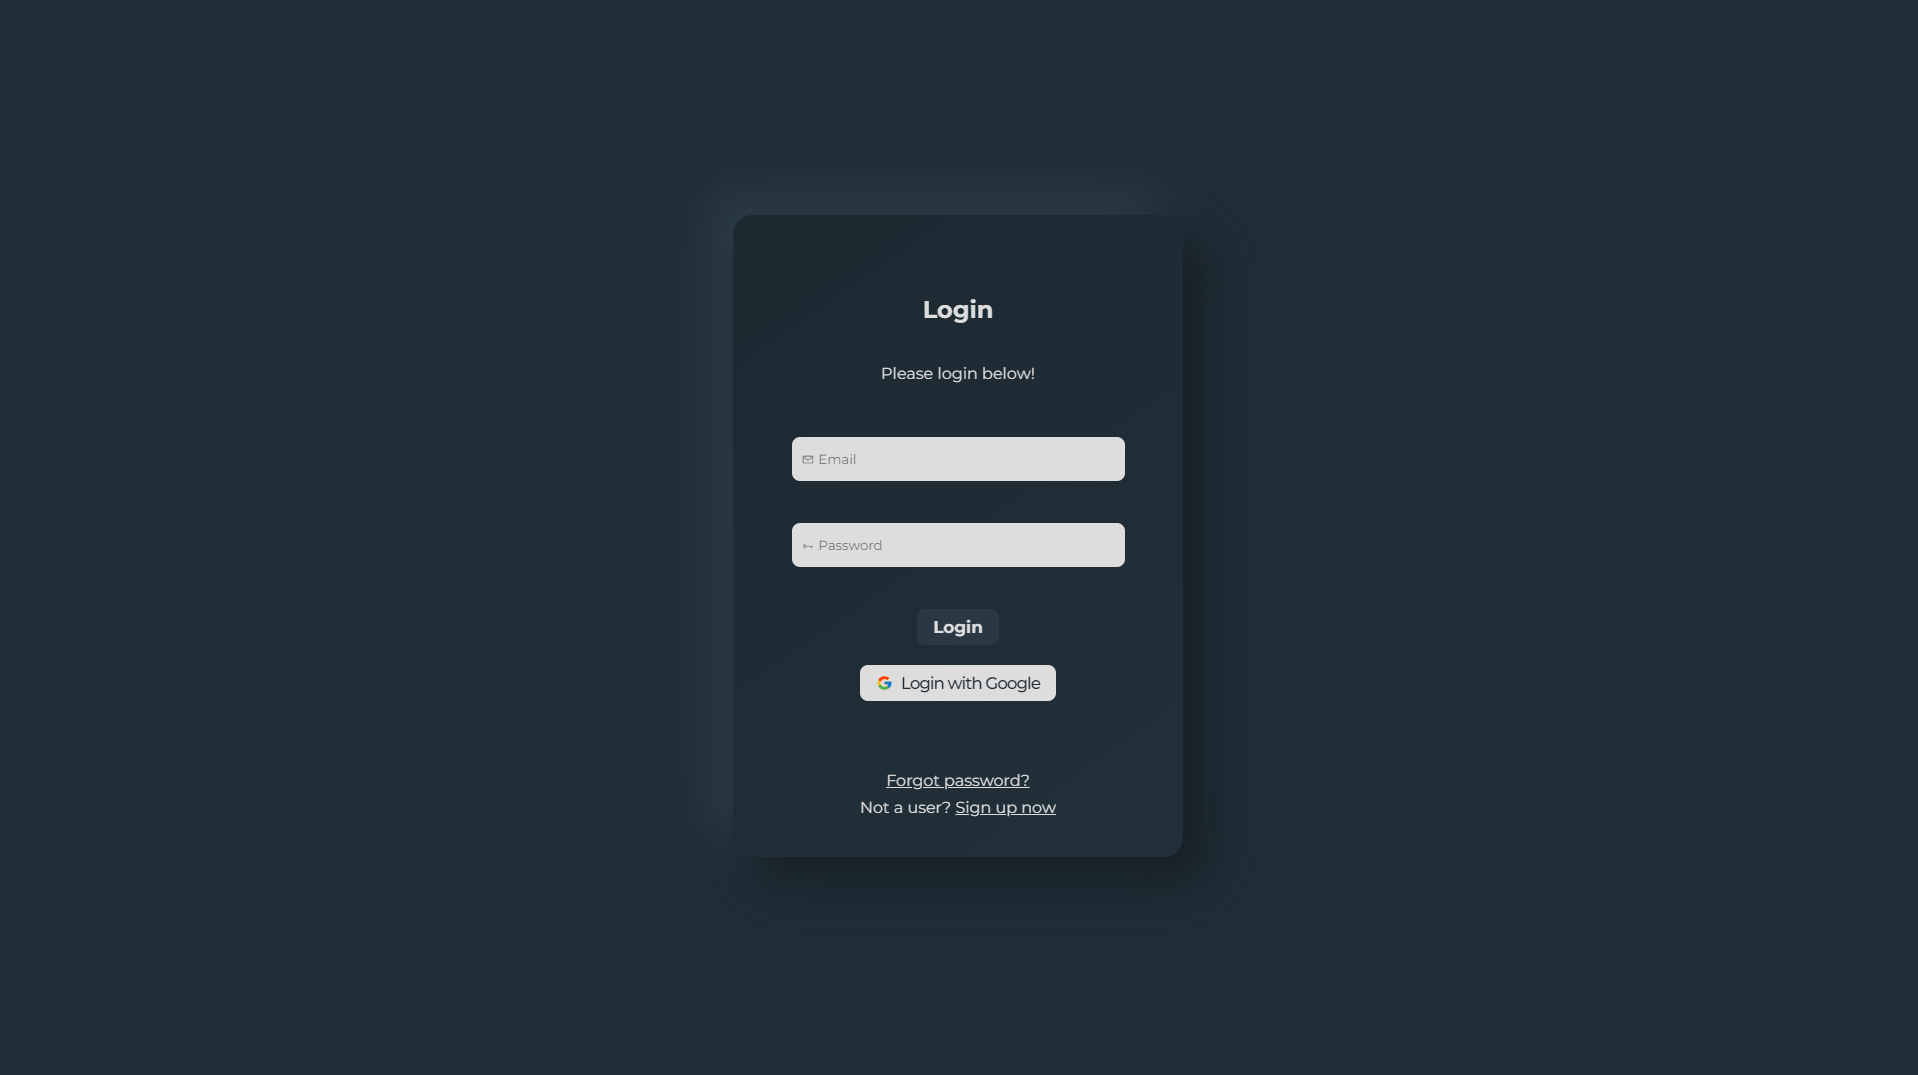 Login
Please login below!
Email
Password
Login
Login with Google
Forgot password?
Not a user? Sign up now